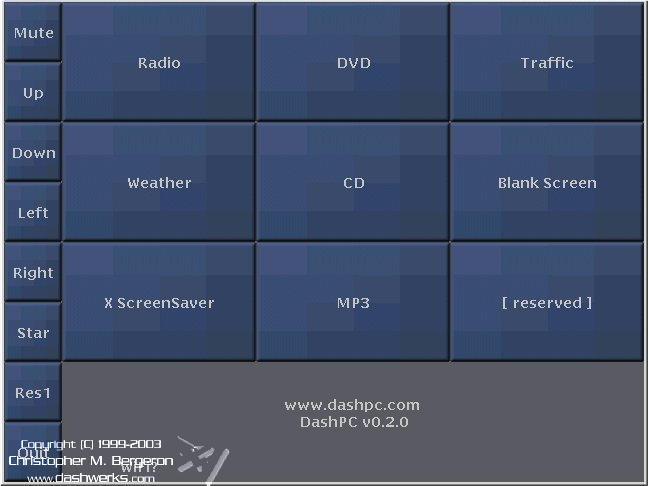 Mute
Up
Down
Left
Right
Star
Res1
Quit
Radio
DVD
Traffic
Weather
CD
Blank Screen
X ScreenSaver
MP3
[ reserved ]
www.dashpc.com
DashPC v0.2.0
Copyright (C) 1999-2003
Christopher M. Bergeron
www.dashwerks.com